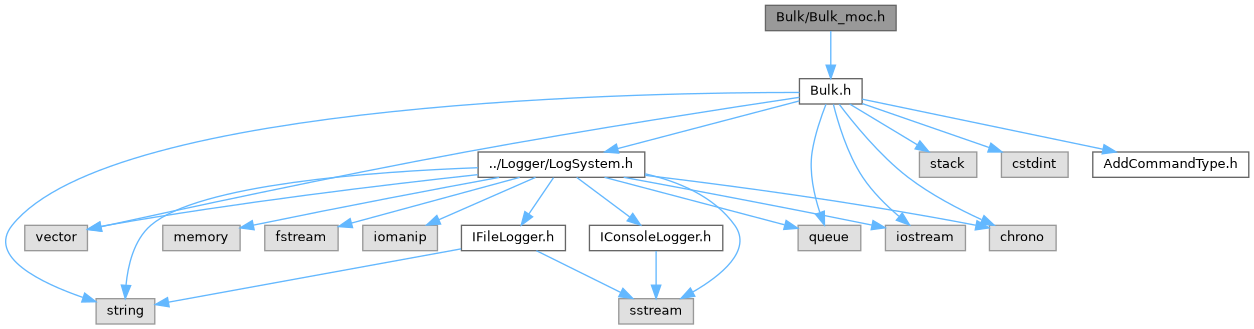 Bulk/Bulk_moc.h
Bulk.h
../Logger/LogSystem.h
stack
cstdint
AddCommandType.h
vector
memory
fstream
iomanip
IFileLogger.h
IConsoleLogger.h
queue
iostream
chrono
string
sstream